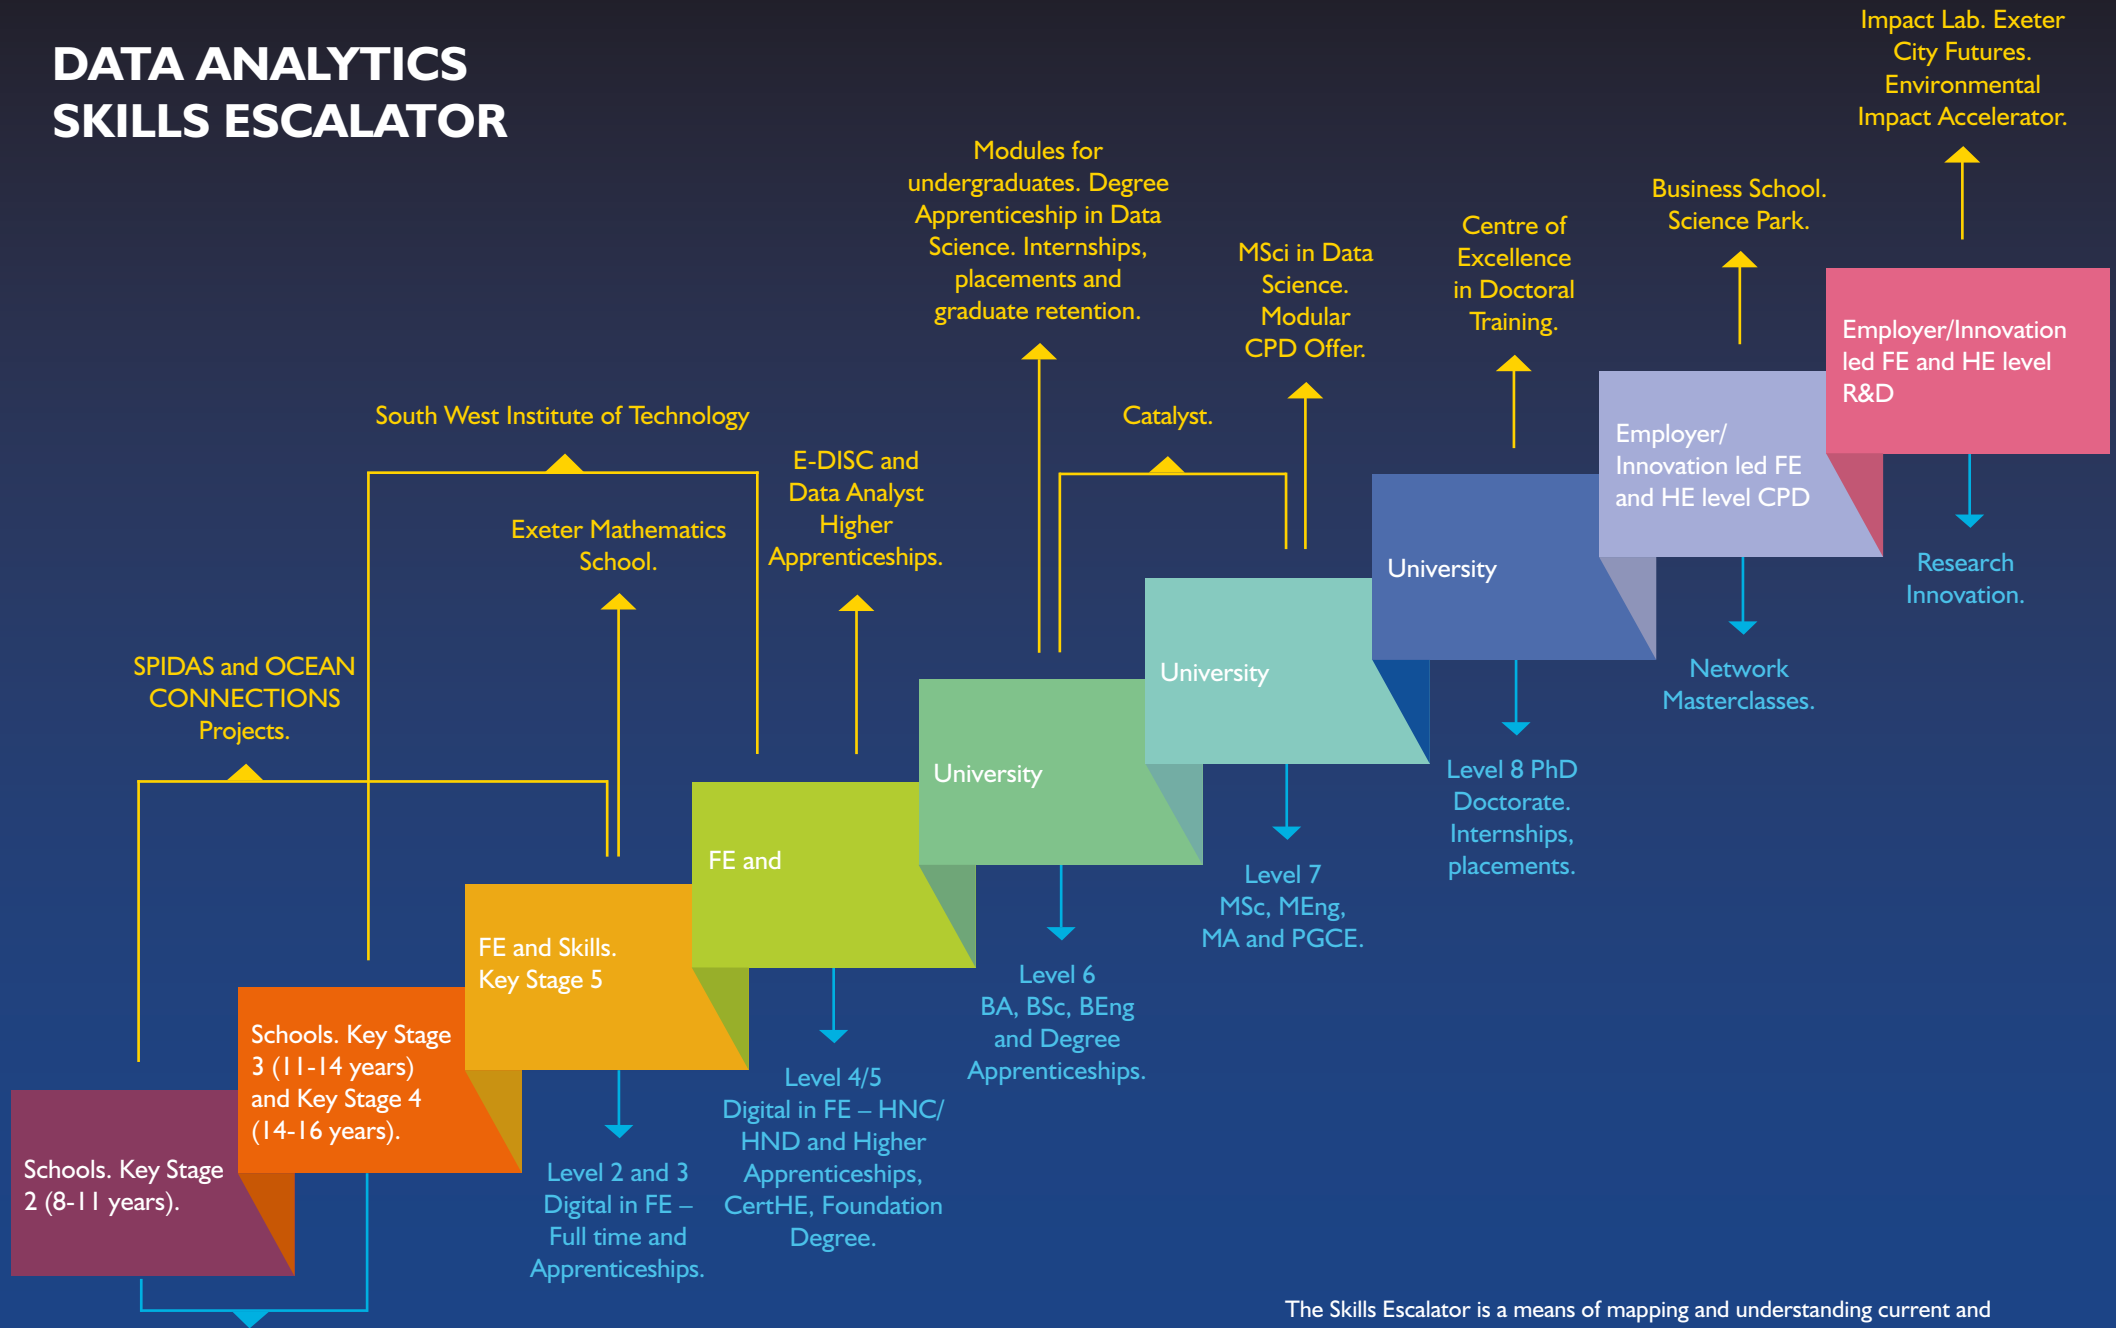 DATA ANALYTICS
SKILLS ESCALATOR
Impact Lab. Exeter
City Futures.
Environmental
Impact Accelerator.
Modules for
undergraduates. Degree
Apprenticeship in Data
Science. Internships,
placements and
graduate retention.
Business School.
Science Park.
Centre of
Excellence
in Doctoral
Training.
MSci in Data
Science.
Modular
CPD Offer.
Employer/Innovation
led FE and HE level
R&D
South West Institute of Technology
Catalyst.
Employer/
Innovation led FE
and HE level CPD
E-DISC and
Data Analyst
Higher
Apprenticeships.
Exeter Mathematics
School.
University
Research
Innovation.
SPIDAS and OCEAN
CONNECTIONS
Projects.
University
Network
Masterclasses.
University
Level 8 PhD
Doctorate.
Internships,
placements.
FE and
Level 7
MSc, MEng,
MA and PGCE.
FE and Skills.
Key Stage 5
Level 6
BA, BSc, BEng
and Degree
Apprenticeships.
Schools. Key Stage
3 (11-14 years)
and Key Stage 4
(14-16 years).
Level 4/5
Digital in FE – HNC/
HND and Higher
Apprenticeships,
CertHE, Foundation
Degree.
Schools. Key Stage
2 (8-11 years).
Level 2 and 3
Digital in FE –
Full time and
Apprenticeships.
The Skills Escalator is a means of mapping and understanding current and